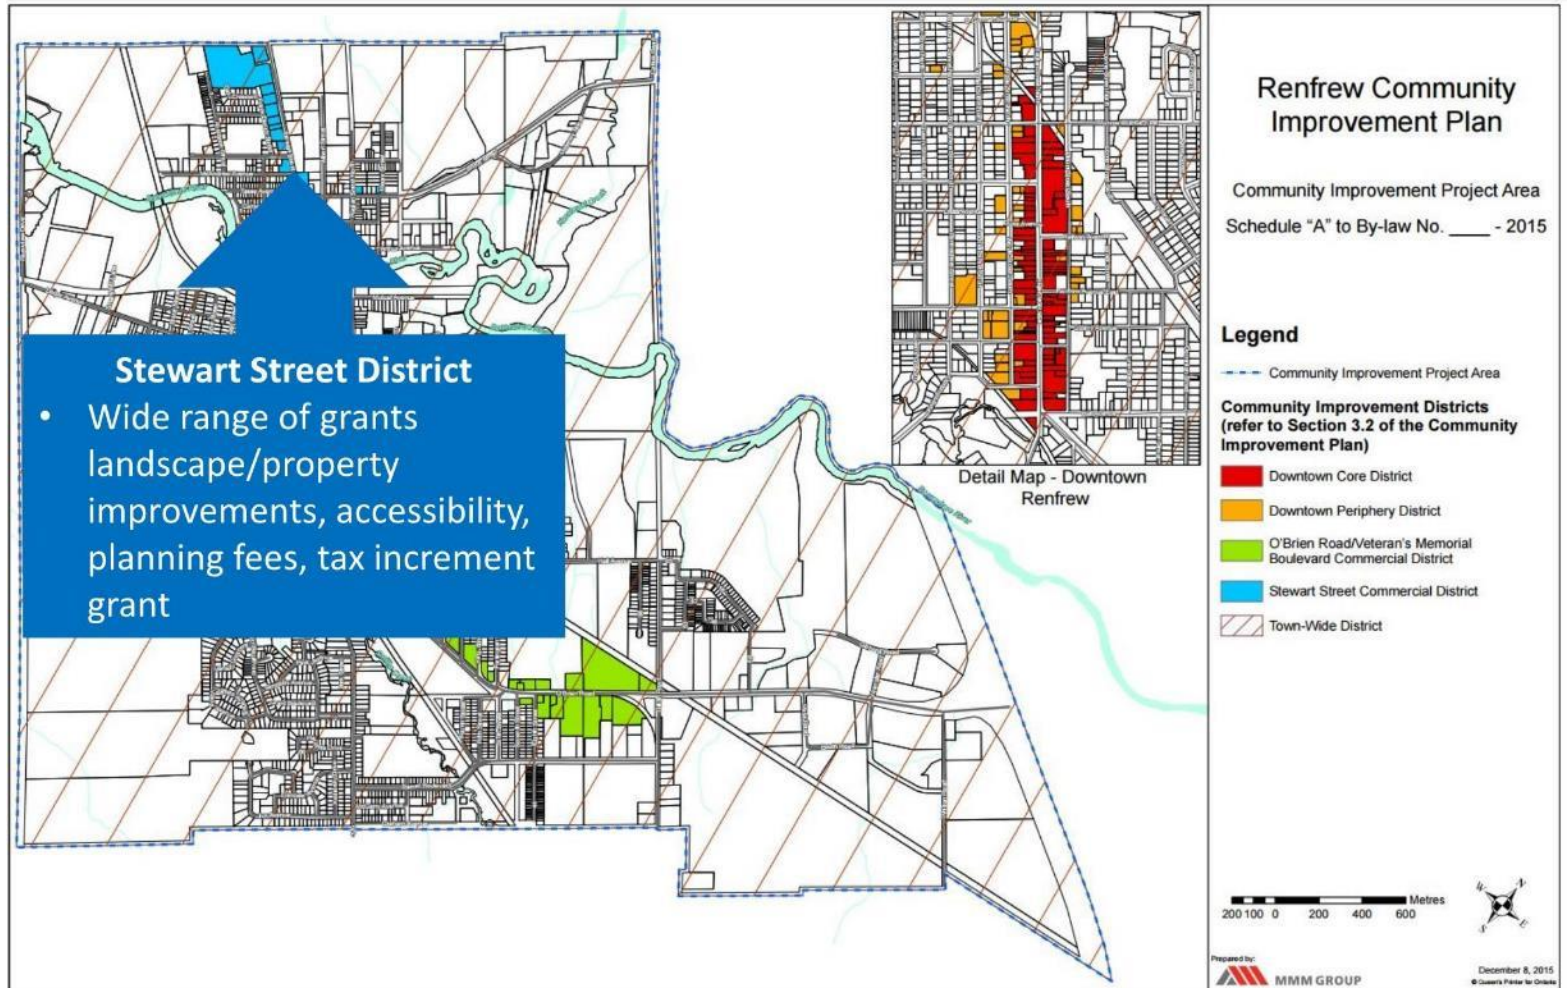 Stewart Street District
• Wide range of grants
landscape/property
improvements, accessibility,
planning fees, tax increment
grant
Detail Map - Downtown
Renfrew
Renfrew Community
Improvement Plan
Community Improvement Project Area
Schedule “A” to By-law No. ____ - 2015
Legend
Community Improvement Project Area
Community Improvement Districts
(refer to Section 3.2 of the Community
Improvement Plan)
Downtown Core District
Downtown Periphery District
O'Brien Road/Veteran's Memorial
Boulevard Commercial District
Stewart Street Commercial District
Town-Wide District
Metres
200 100 0 200 400 600
W N
S E
Prepared by:
MMM GROUP
December 8, 2015
© Queen's Printer for Ontario